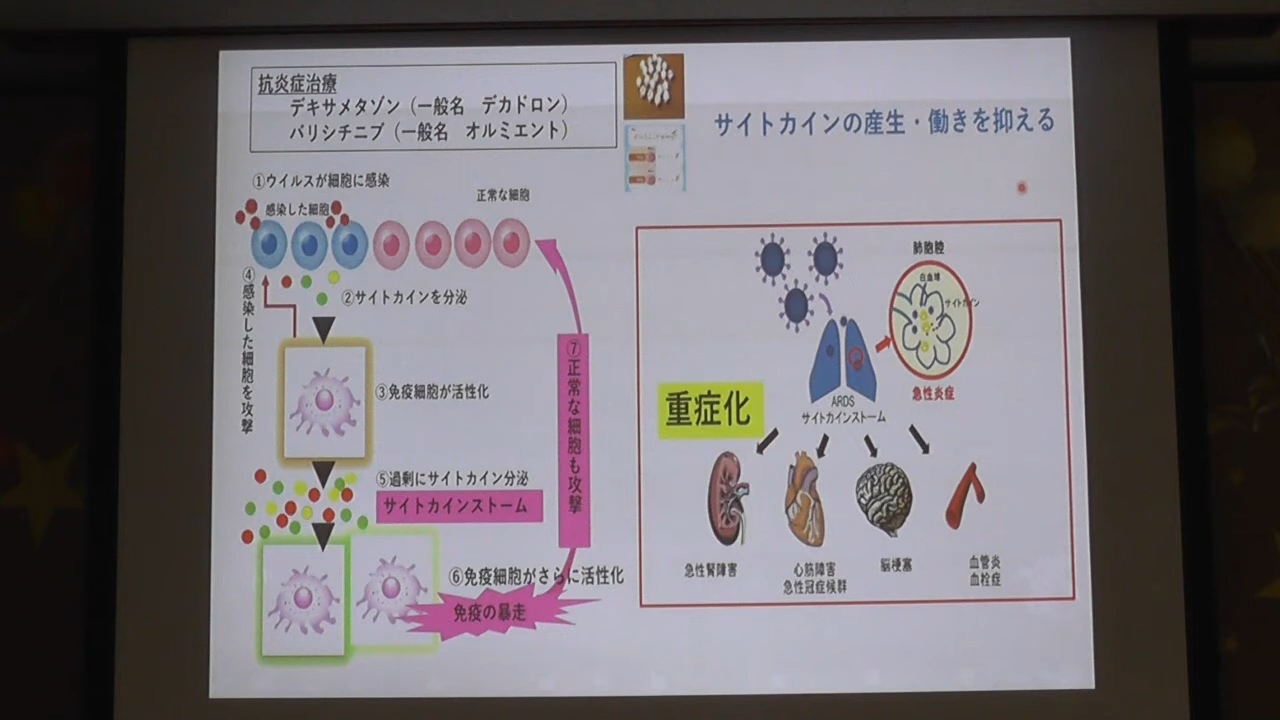 抗炎症治療
デキサメタゾン（一般名　デカドロン）
バリシチニブ（一般名　オルミエント）
サイトカインの産生・働きを抑える
①ウイルスが細胞に感染
感染した細胞
正常な細胞
②サイトカインを分泌
③免疫細胞が活性化
④感染した細胞を攻撃
⑤過剰にサイトカイン分泌
サイトカインストーム
⑥免疫細胞がさらに活性化
免疫の暴走
⑦正常な細胞も攻撃
肺胞腔
白血球
サイトカイン
急性炎症
ARDS
サイトカインストーム
重症化
急性腎障害
心筋障害
急性冠症候群
脳梗塞
血管炎
血栓症